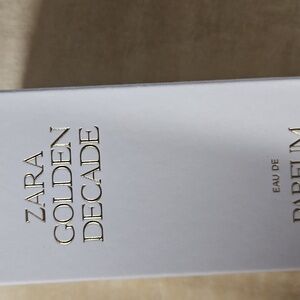 ZARA
GOLDEN
DECADE
EAU DE
PARFUM